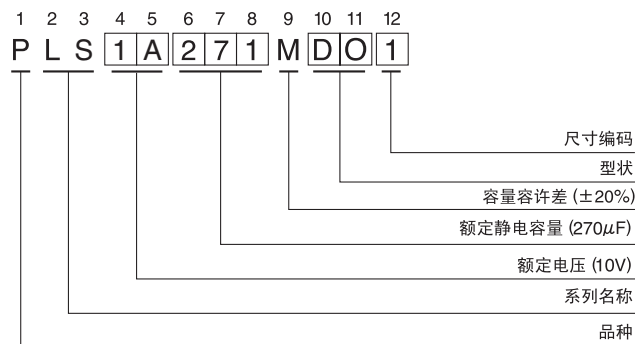 1 2 3 4 5 6 7 8 9 10 11 12
P L S 1 A 2 7 1 M D O 1
尺寸编码
型状
容量容许差 (±20%)
额定静电容量 (270μF)
额定电压 (10V)
系列名称
品种